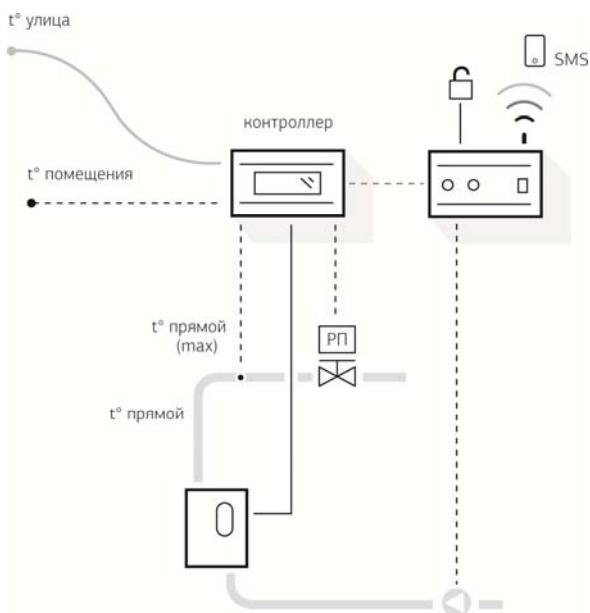 t° улица
SMS
контроллер
t° помещения
t° прямой
(max)
РП
t° прямой